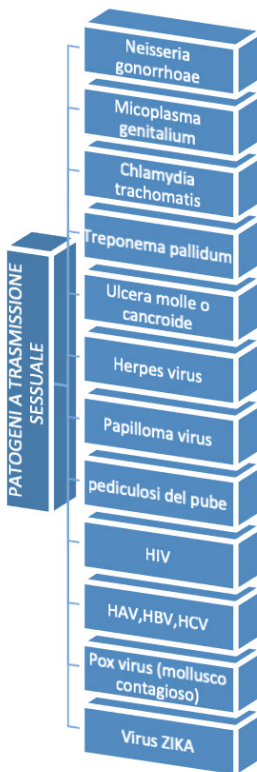 PATOGENI A TRASMISSIONE
SESSUALE
Neisseria
gonorrhoae
Micoplasma
genitalium
Chlamydia
trachomatis
Treponema pallidum
Ulcera molle o
cancroide
Herpes virus
Papilloma virus
pediculosi del pube
HIV
HAV,HBV,HCV
Pox virus (mollusco
contagioso)
Virus ZIKA